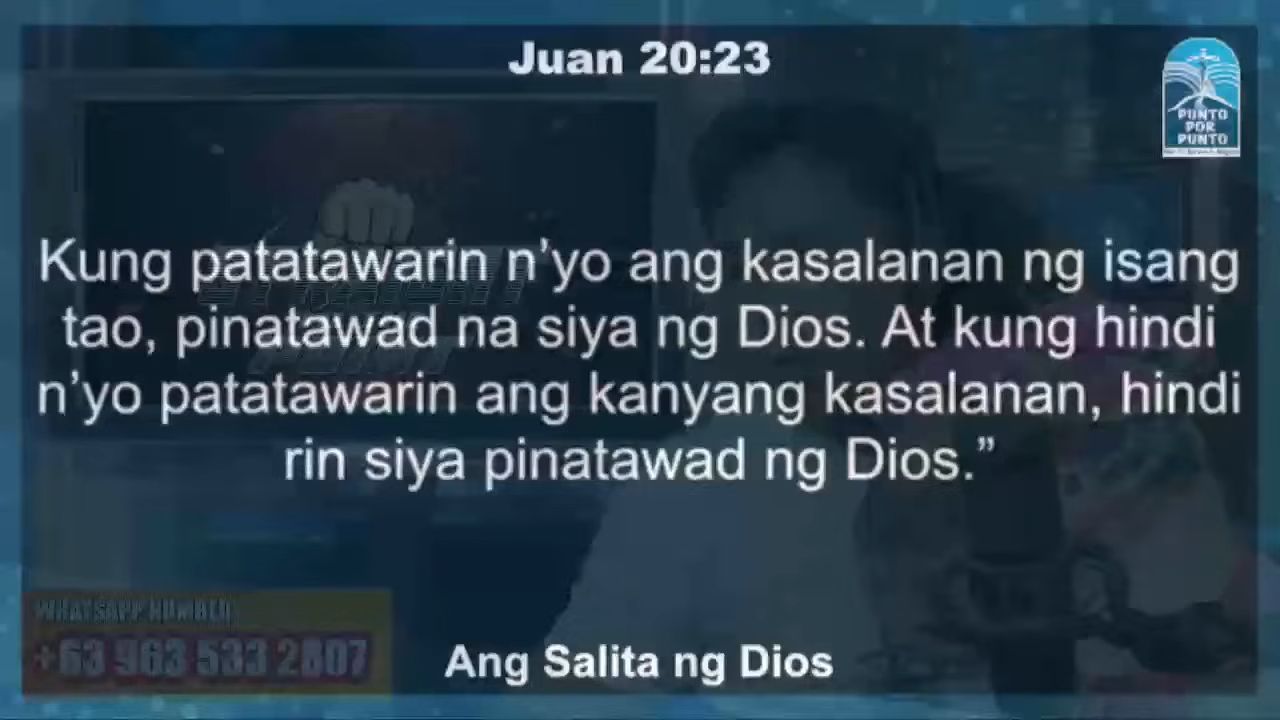 Juan 20:23
PUNTO
POR
PUNTO
Kung patatawarin n’yo ang kasalanan ng isang
tao, pinatawad na siya ng Dios. At kung hindi
n’yo patatawarin ang kanyang kasalanan, hindi
rin siya pinatawad ng Dios.”
WHATSAPP NUMBER
+63 963 533 2807
Ang Salita ng Dios